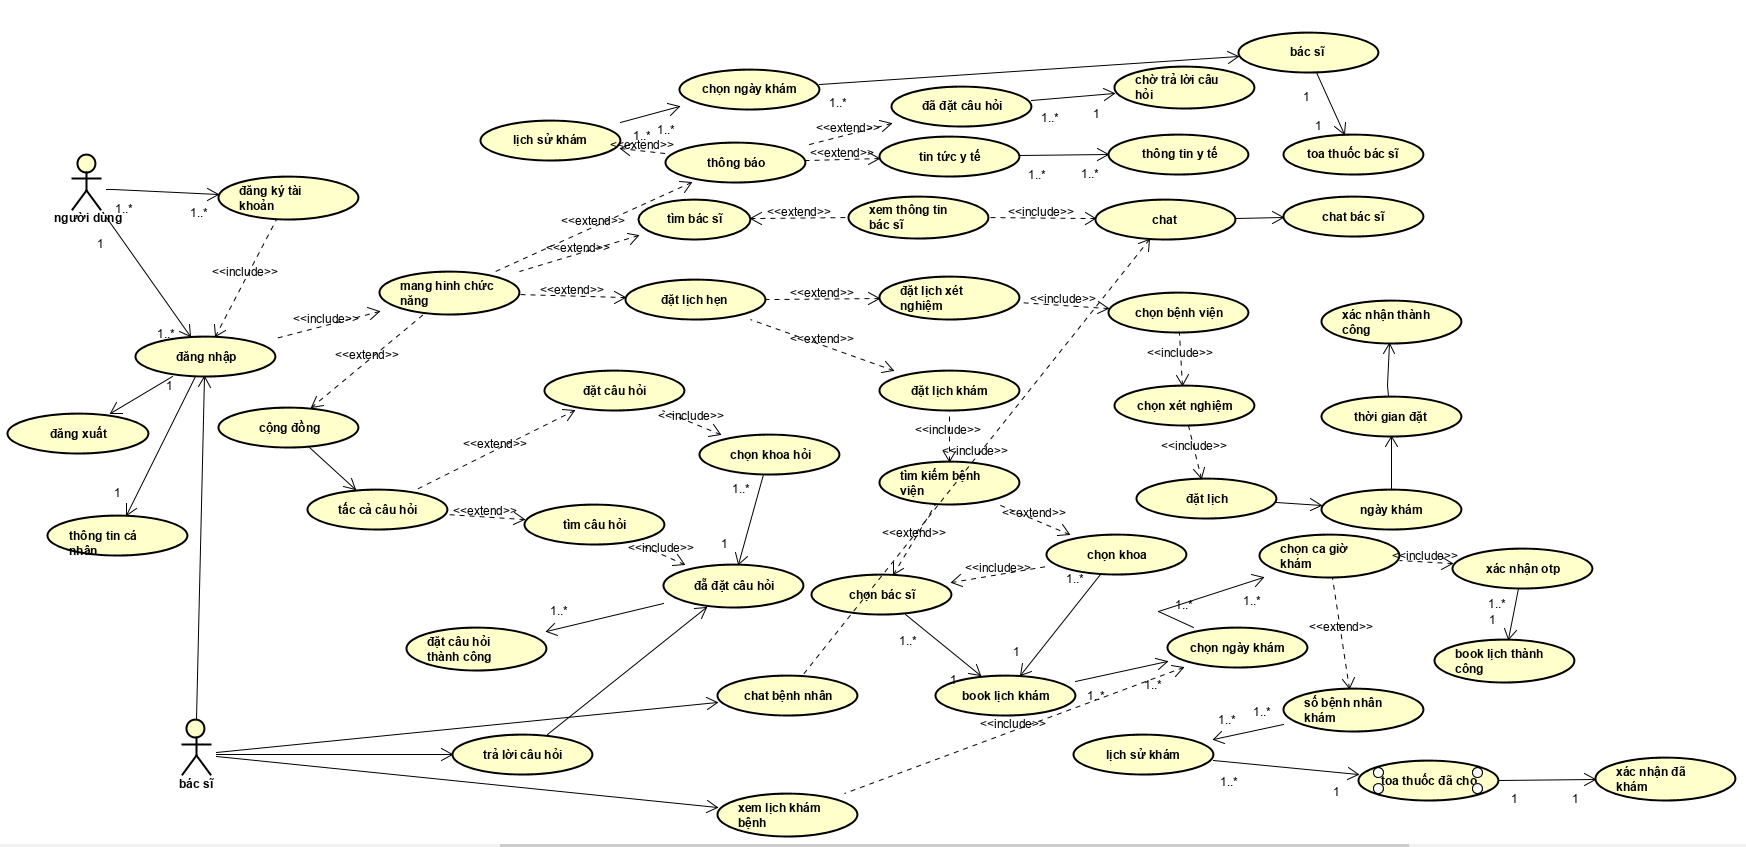 bác sĩ
1
1
toa thuốc bác sĩ
chọn ngày khám
1..*
lịch sử khám
1..*
1..*
<<extend>>
thông báo
<<extend>>
đã đặt câu hỏi
1..*
1
chờ trả lời câu
hỏi
<<extend>>
tin tức y tế
1..*
1..*
thông tin y tế
người dùng
1..*
1..*
đăng ký tài
khoản
1
<<include>>
1..*
đăng nhập
1
đăng xuất
1
thông tin cá
nhân
<<include>>
mang hinh chức
năng
<<extend>>
<<extend>>
tìm bác sĩ
<<extend>>
xem thông tin
bác sĩ
<<include>>
chat
chat bác sĩ
<<extend>>
đặt lịch hẹn
<<extend>>
đặt lịch xét
nghiệm
<<include>>
chọn bệnh viện
<<include>>
chọn xét nghiệm
<<include>>
đặt lịch
ngày khám
thời gian đặt
xác nhận thành
công
<<extend>>
cộng đồng
tấc cả câu hỏi
<<extend>>
đặt câu hỏi
<<include>>
chọn khoa hỏi
1..*
1
<<extend>>
tìm câu hỏi
<<include>>
đẫ đặt câu hỏi
1..*
đặt câu hỏi
thành công
<<extend>>
đặt lịch khám
<<include>>
<<include>>
tìm kiếm bệnh
viện
<<extend>>
<<extend>>
chọn khoa
1..*
1
<<include>>
1
chọn bác sĩ
1..*
1
book lịch khám
1..*
1..*
chọn ngày khám
1..*
1..*
chọn ca giờ
khám
<<include>>
xác nhận otp
1..*
1
book lịch thành
công
<<extend>>
số bệnh nhân
khám
1..*
1..*
lịch sử khám
1..*
1
toa thuốc đã cho
1
1
xác nhận đã
khám
bác sĩ
chat bệnh nhân
trả lời câu hỏi
xem lịch khám
bệnh
<<include>>